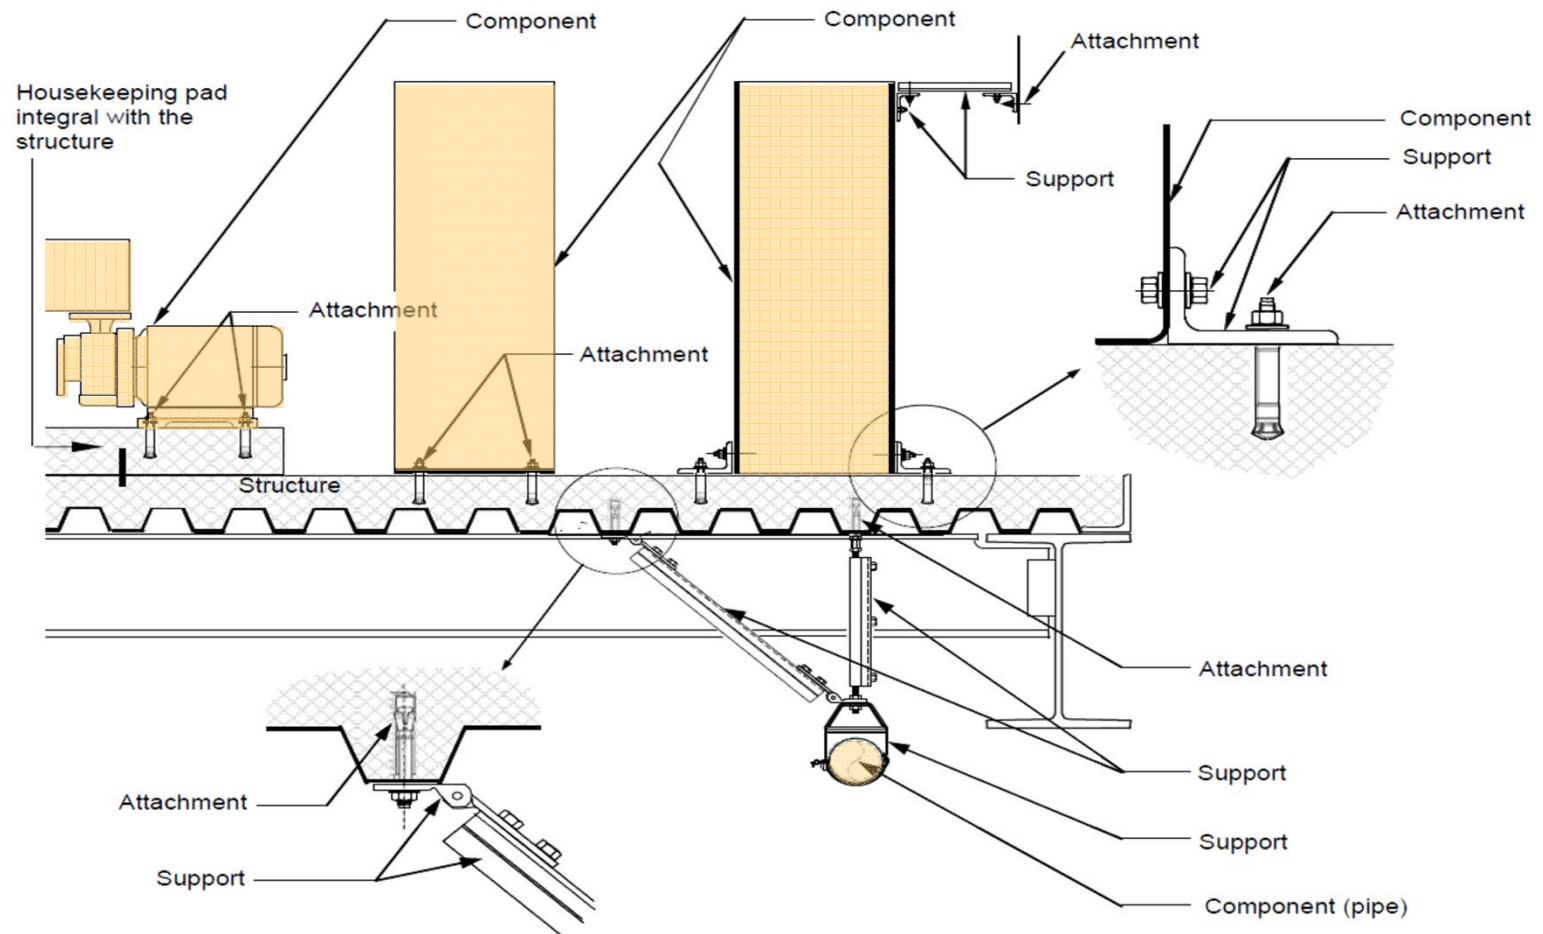 Component
Component
Attachment
Housekeeping pad
integral with the
structure
Component
Support
Support
Attachment
Attachment
Attachment
Structure
Attachment
Support
Attachment
Support
Support
Component (pipe)